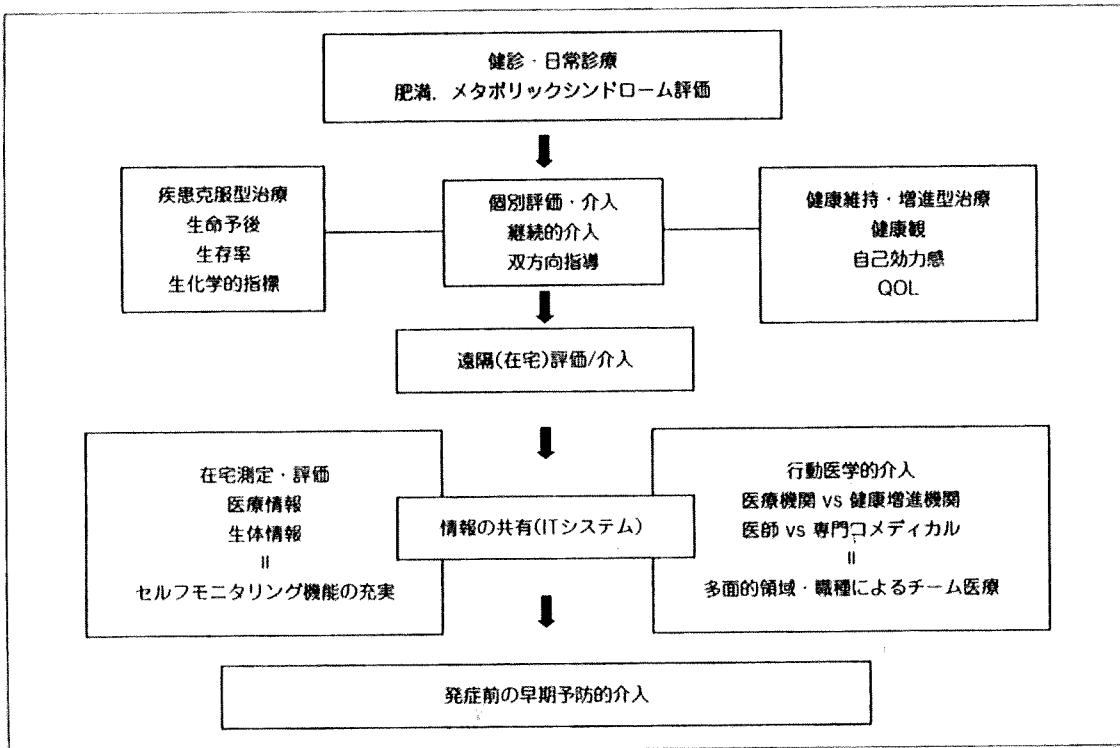 健診・日常診療
肥満,メタボリックシンドローム評価
疾患克服型治療
生命予後
生存率
生化学的指標
個別評価・介入
継続的介入
双方向指導
健康維持・増進型治療
健康観
自己効力感
QOL
遠隔(在宅)評価/介入
在宅測定・評価
医療情報
生体情報
=
セルフモニタリング機能の充実
情報の共有(ITシステム)
行動医学的介入
医療機関 vs 健康増進機関
医師 vs 専門コメディカル
=
多面的領域・職種によるチーム医療
発症前の早期予防的介入